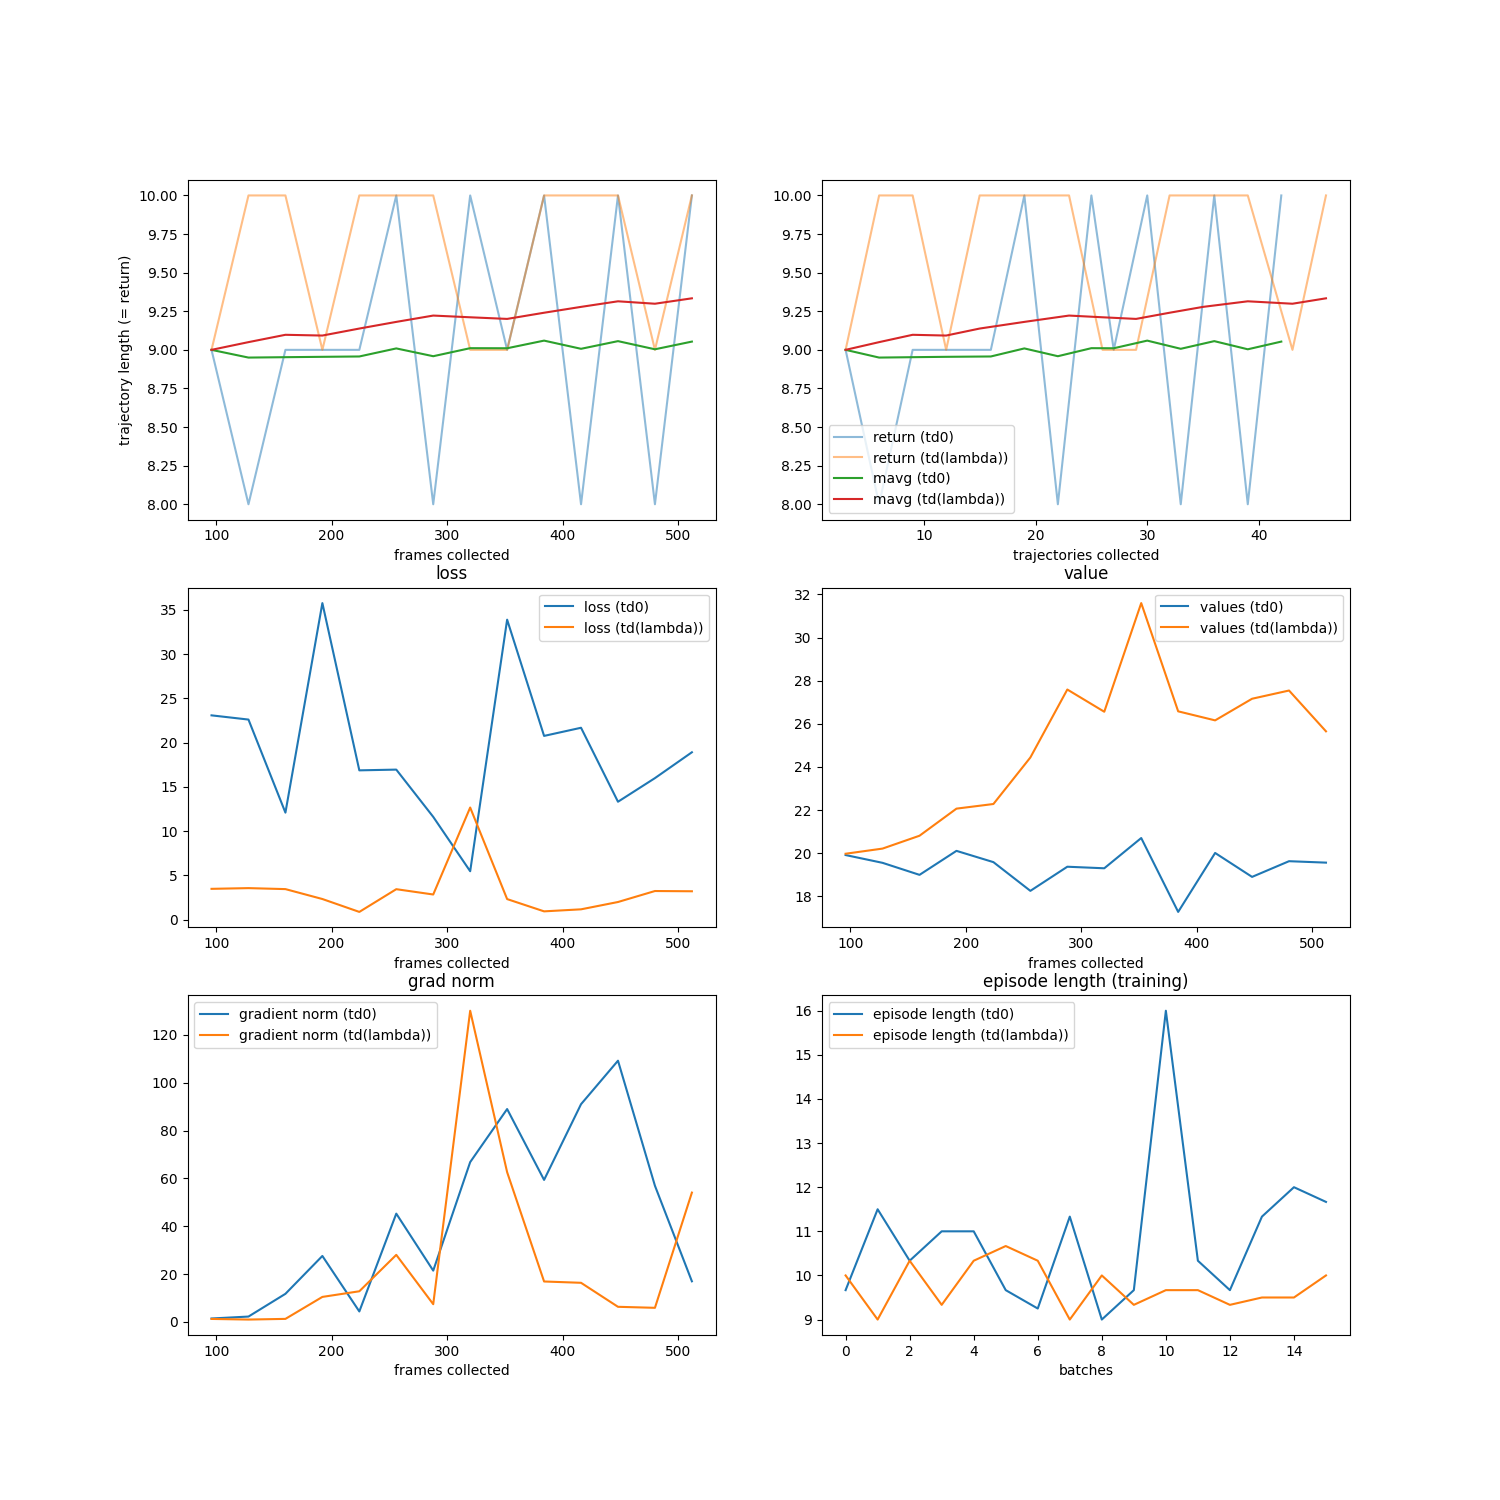 10.00
9.75
9.50
9.25
9.00
8.75
8.50
8.25
8.00
trajectory length (= return)
100 200 300 400 500
frames collected
10.00
9.75
9.50
9.25
9.00
8.75
8.50
8.25
8.00
return (td0)
return (td(lambda))
mavg (td0)
mavg (td(lambda))
10 20 30 40
trajectories collected
loss
35
30
25
20
15
10
5
0
loss (td0)
loss (td(lambda))
100 200 300 400 500
frames collected
value
32
30
28
26
24
22
20
18
values (td0)
values (td(lambda))
100 200 300 400 500
frames collected
grad norm
120
100
80
60
40
20
0
gradient norm (td0)
gradient norm (td(lambda))
100 200 300 400 500
frames collected
episode length (training)
16
15
14
13
12
11
10
9
episode length (td0)
episode length (td(lambda))
0 2 4 6 8 10 12 14
batches